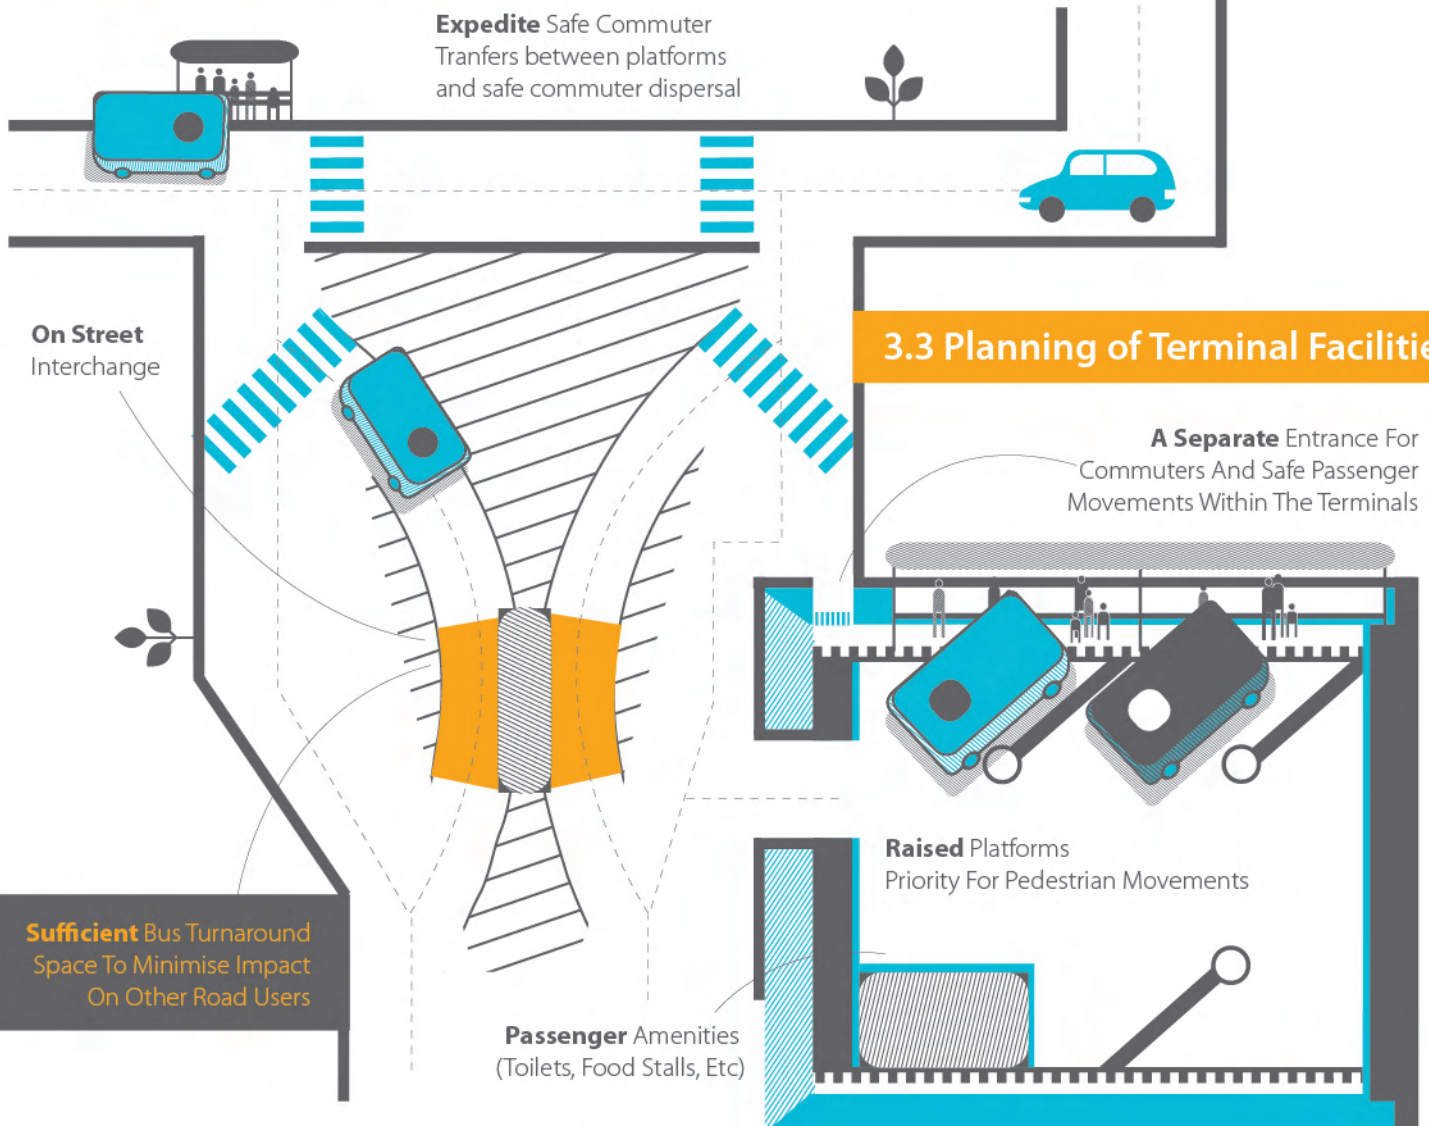 Expedite Safe Commuter
Tranfers between platforms
and safe commuter dispersal
On Street
Interchange
3.3 Planning of Terminal Facilitie
A Separate Entrance For
Commuters And Safe Passenger
Movements Within The Terminals
Raised Platforms
Priority For Pedestrian Movements
Sufficient Bus Turnaround
Space To Minimise Impact
On Other Road Users
Passenger Amenities
(Toilets, Food Stalls, Etc)